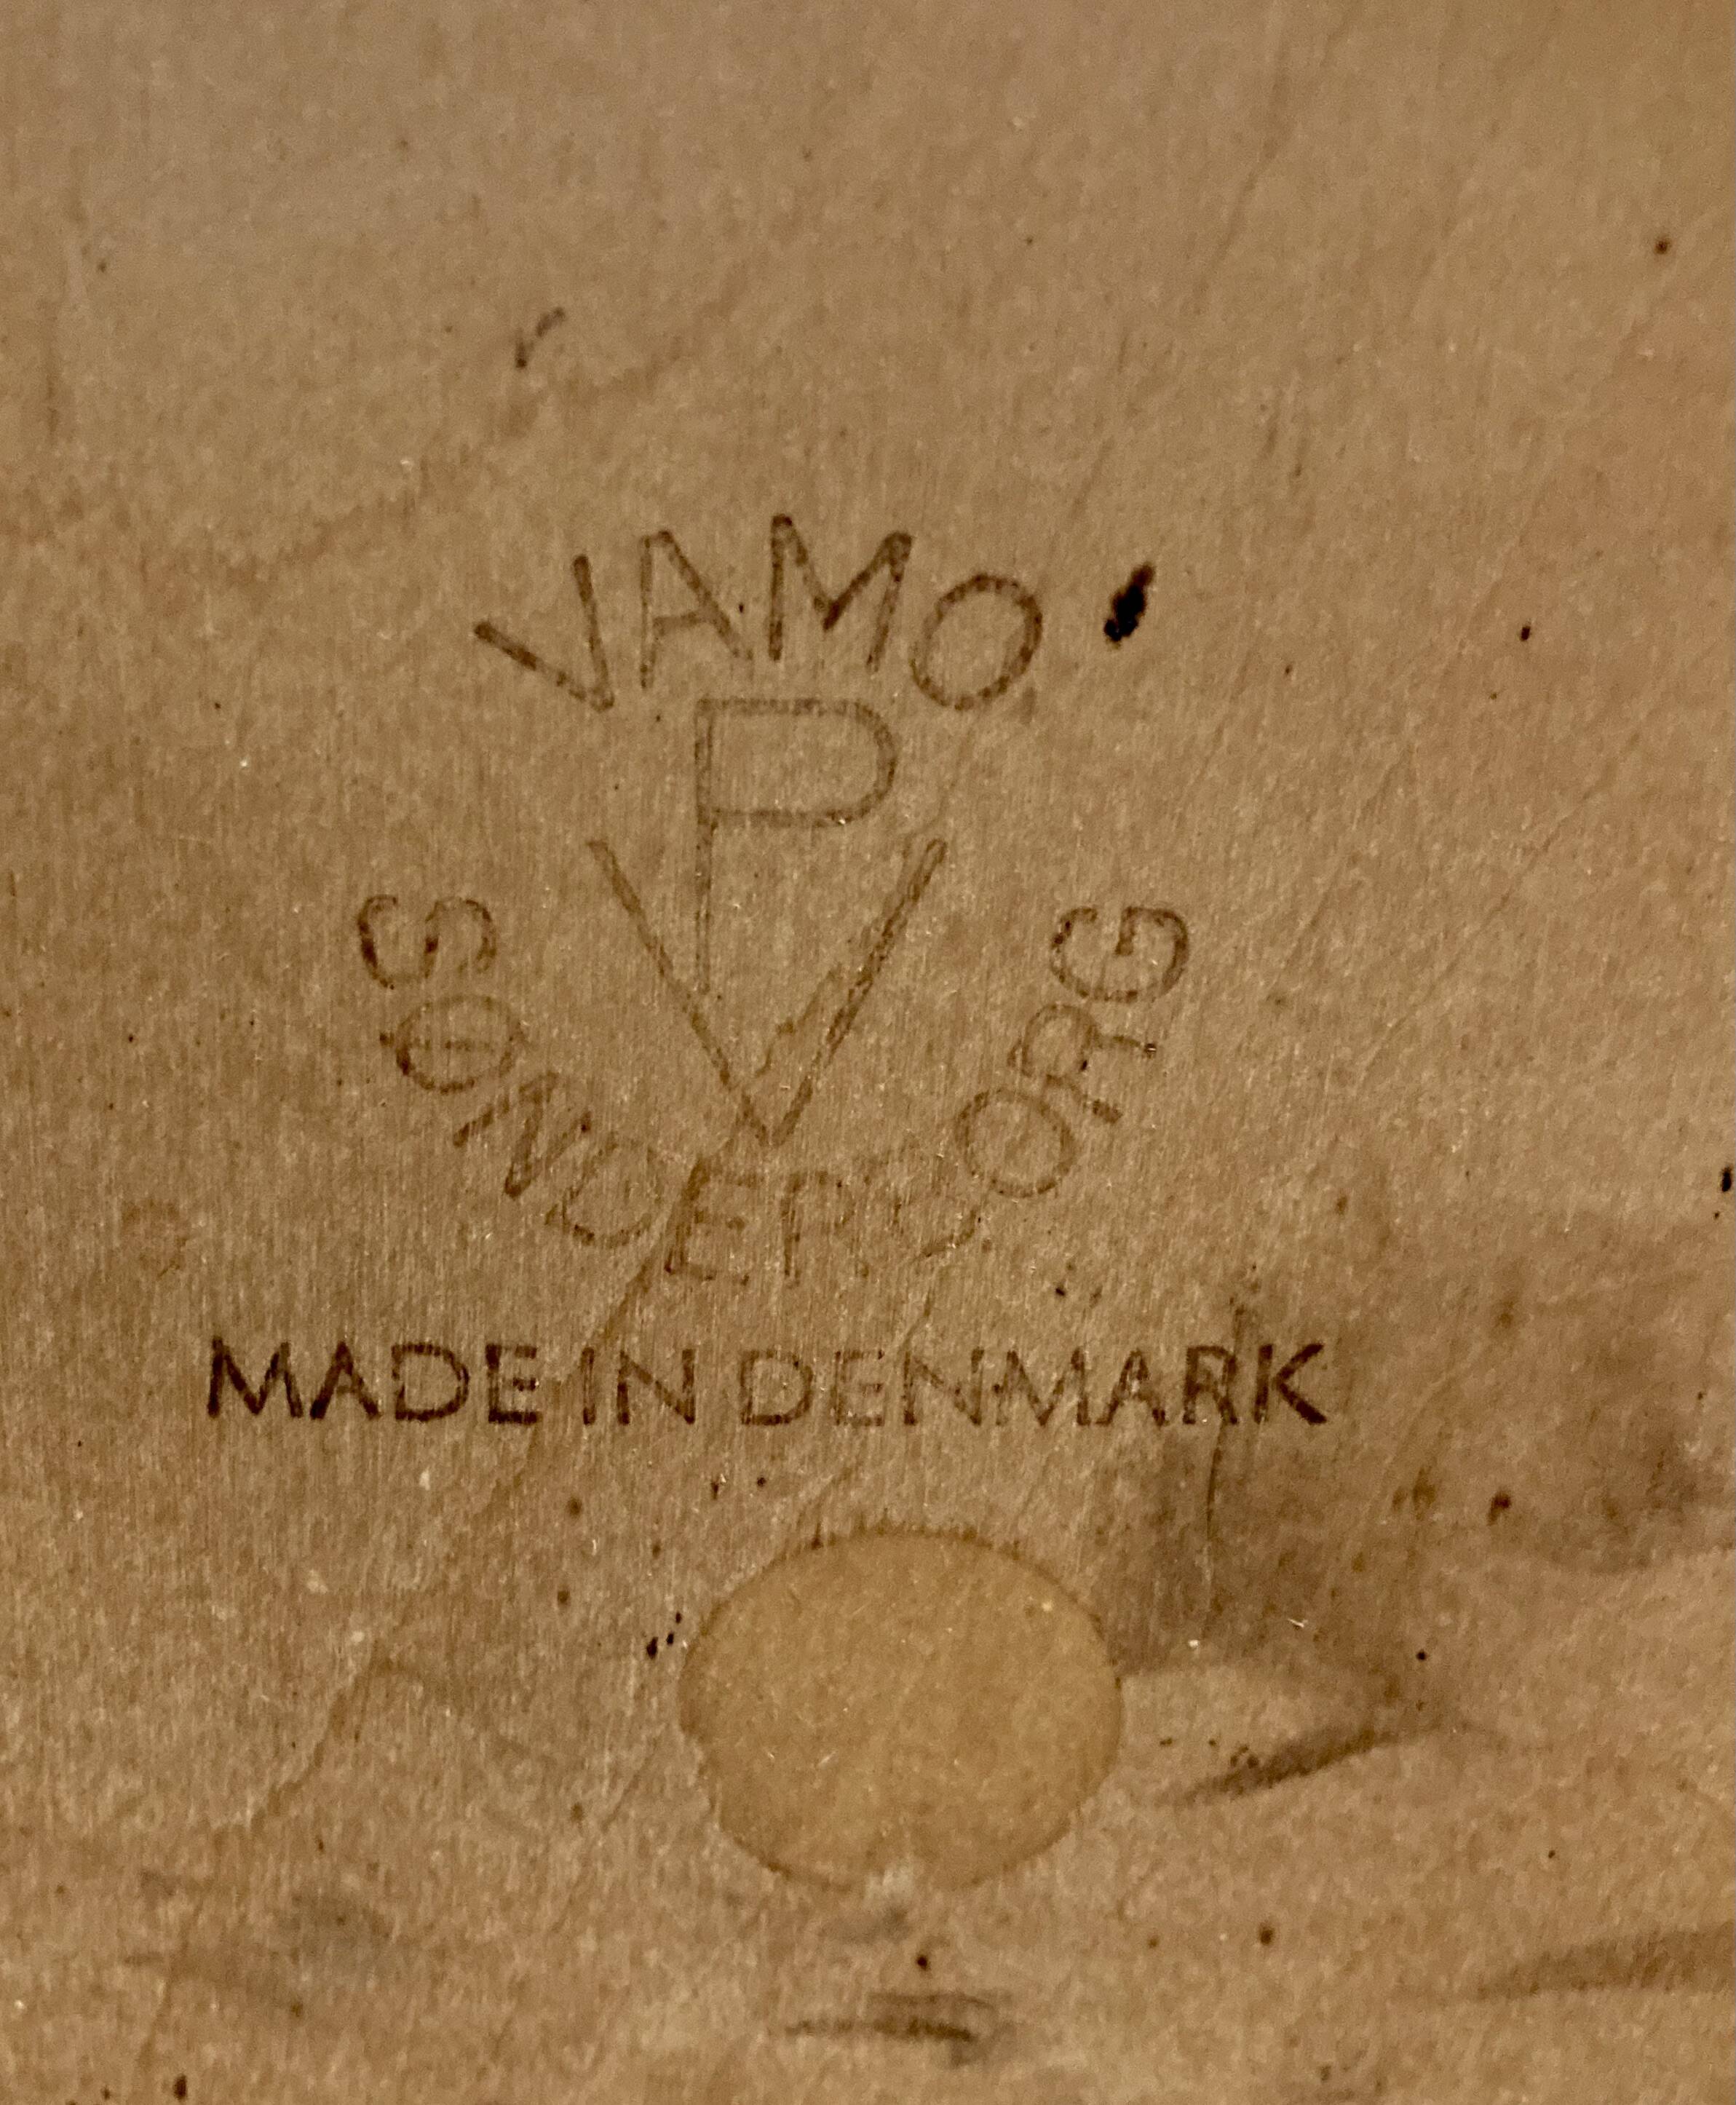 VAMO
P
V
SØNDERBORG
MADE IN DENMARK